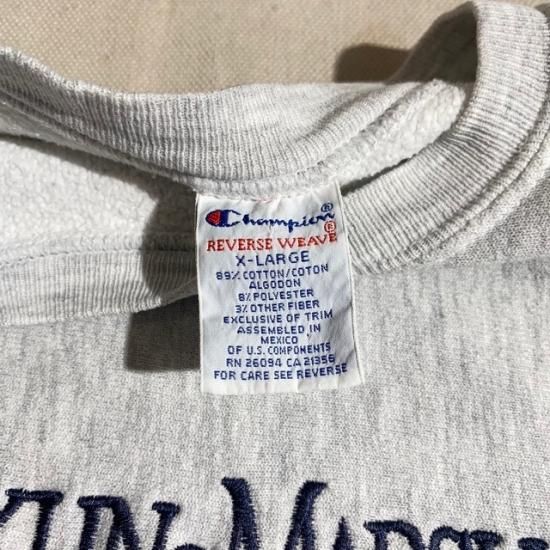 Champion®
REVERSE WEAVE®
X-LARGE
89% COTTON/COTON
ALGODON
8% POLYESTER
3% OTHER FIBER
EXCLUSIVE OF TRIM
ASSEMBLED IN
MEXICO
OF U.S. COMPONENTS
RN 26094 CA 21356
FOR CARE SEE REVERSE